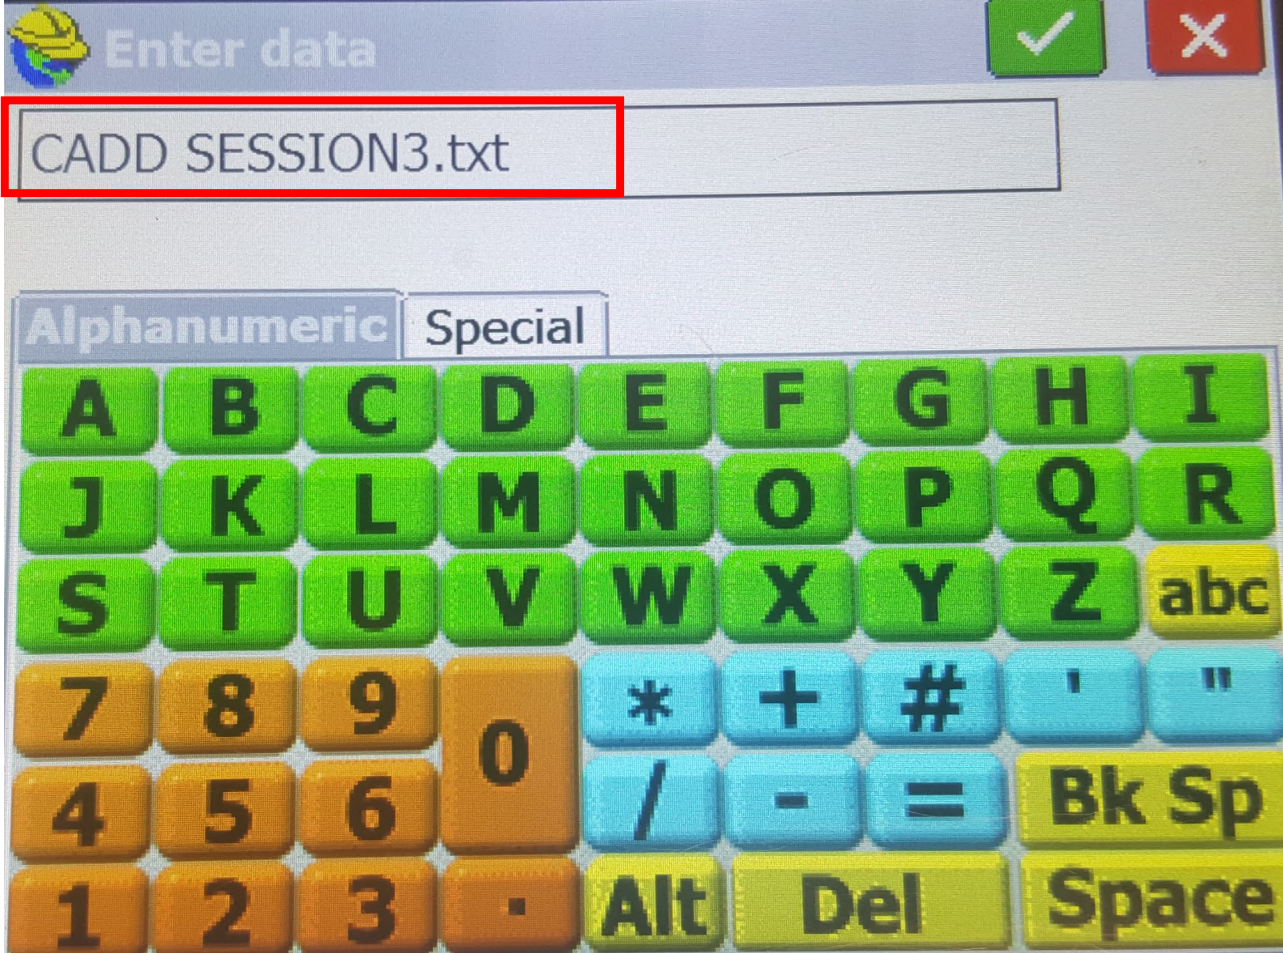 Enter data
CADD SESSION3.txt
Alphanumeric Special
A B C D E F G H I
J K L M N O P Q R
S T U V W X Y Z abc
7 8 9 0 * + # ' "
4 5 6 / - = Bk Sp
1 2 3 . Alt Del Space